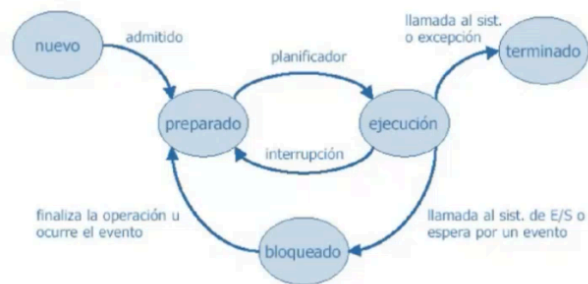 nuevo
admitido
llamada al sist.
o excepción
terminado
planificador
preparado
ejecución
interrupción
finaliza la operación u
ocurre el evento
llamada al sist. de E/S o
espera por un evento
bloqueado